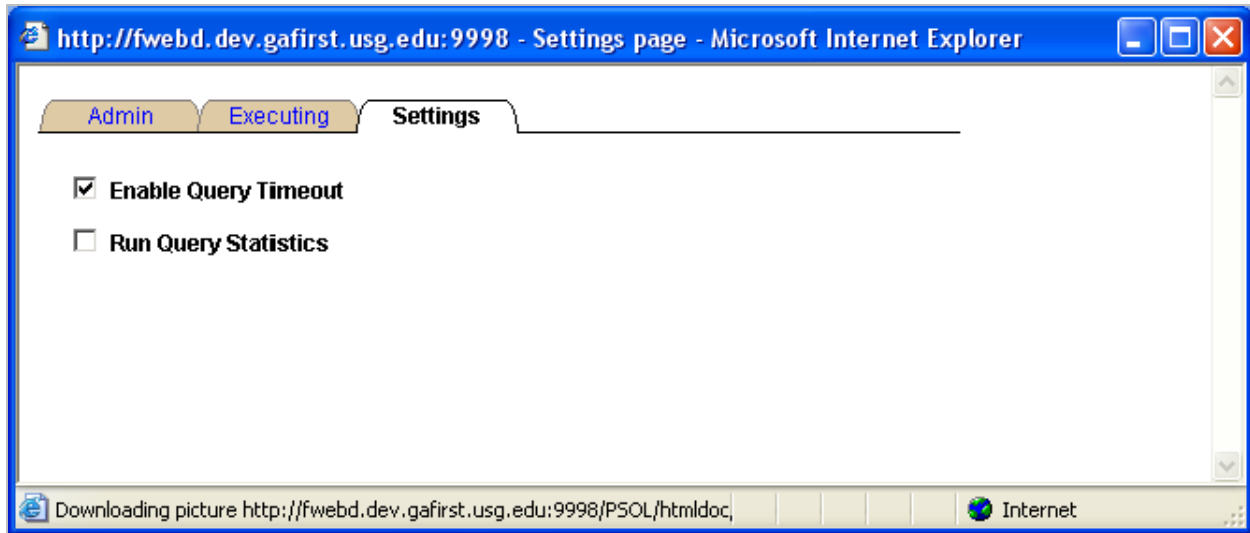 http://fwebd.dev.gafirst.usg.edu:9998 - Settings page - Microsoft Internet Explorer
Admin Executing Settings
Enable Query Timeout
Run Query Statistics
Downloading picture http://fwebd.dev.gafirst.usg.edu:9998/PSOL/htmldoc, Internet